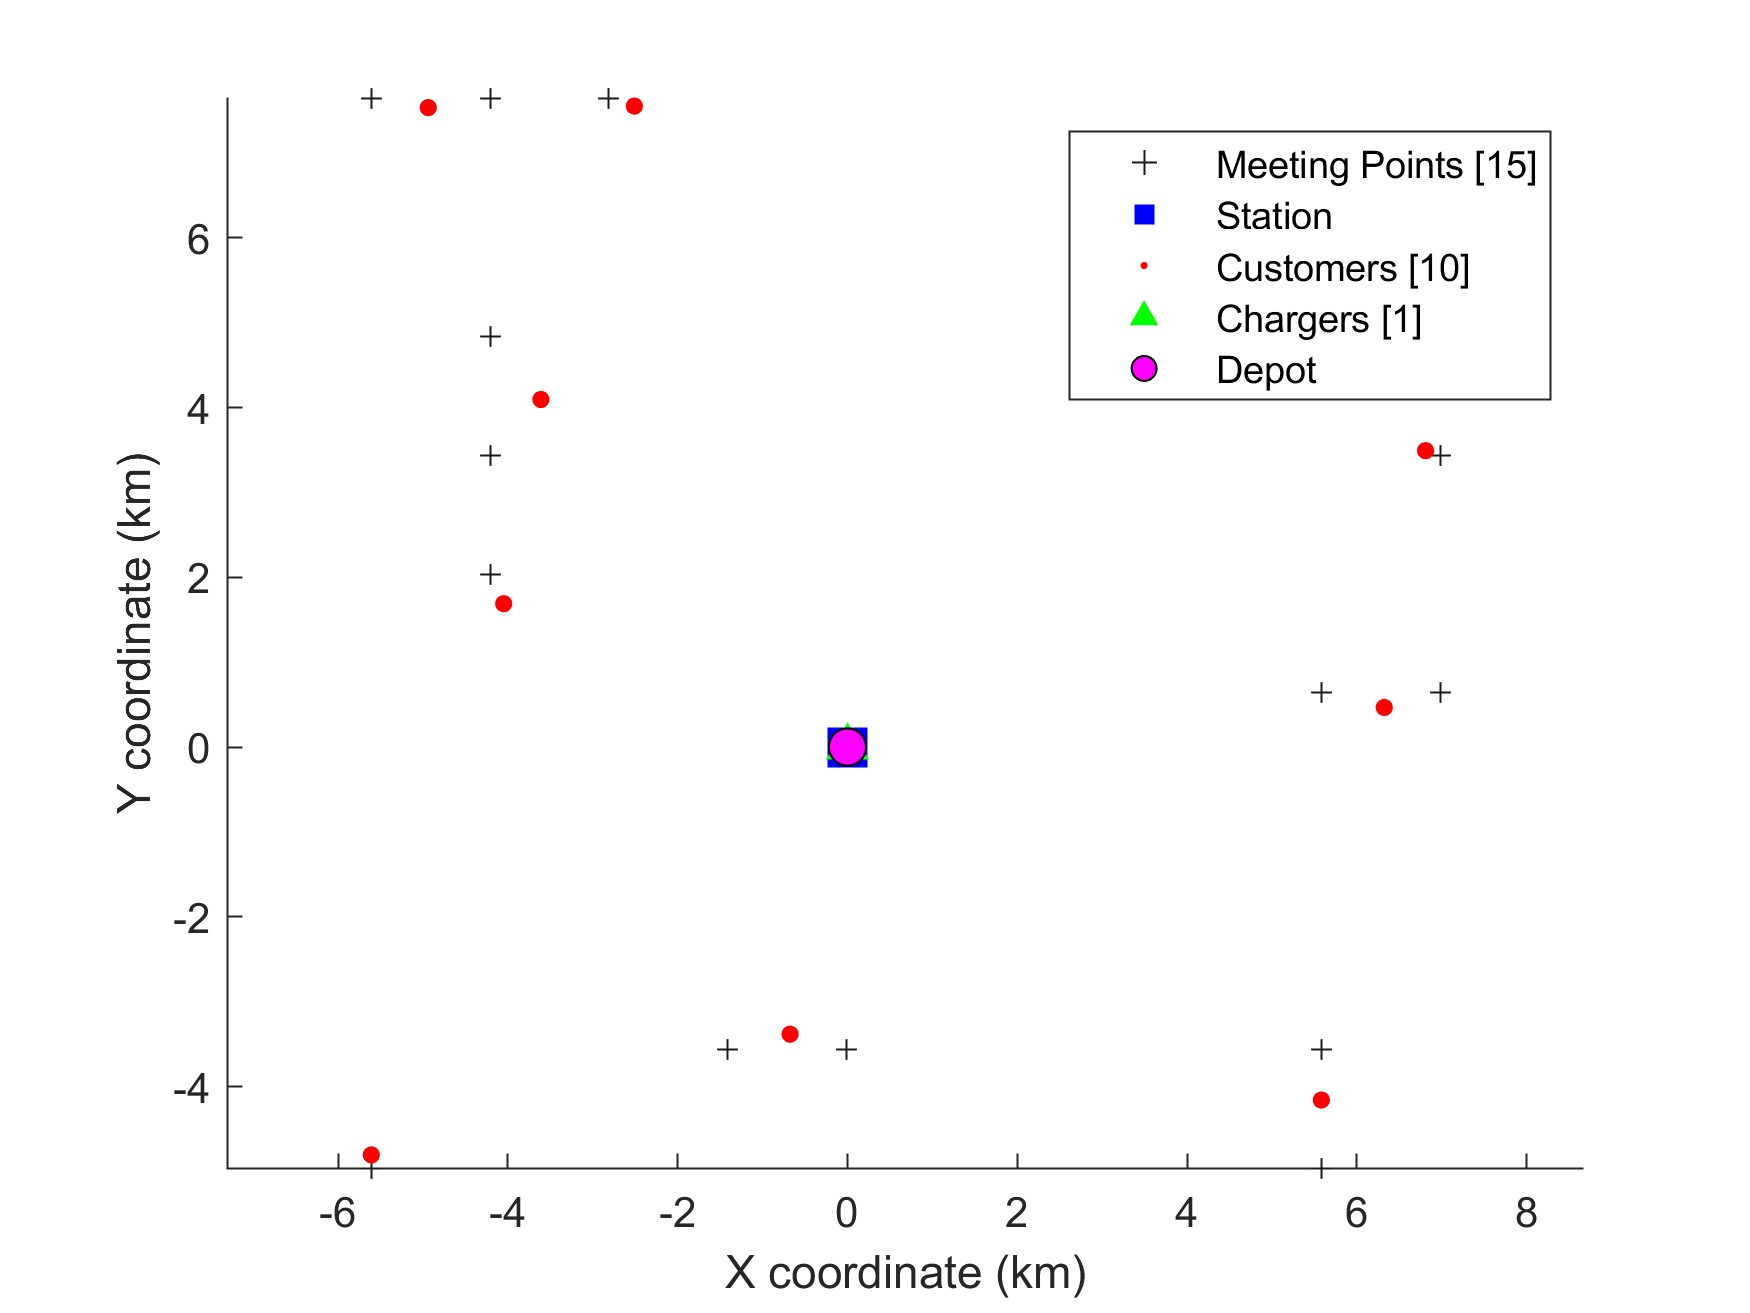 Meeting Points [15]
Station
Customers [10]
Chargers [1]
Depot
6
4
2
0
-2
-4
Y coordinate (km)
-6 -4 -2 0 2 4 6 8
X coordinate (km)